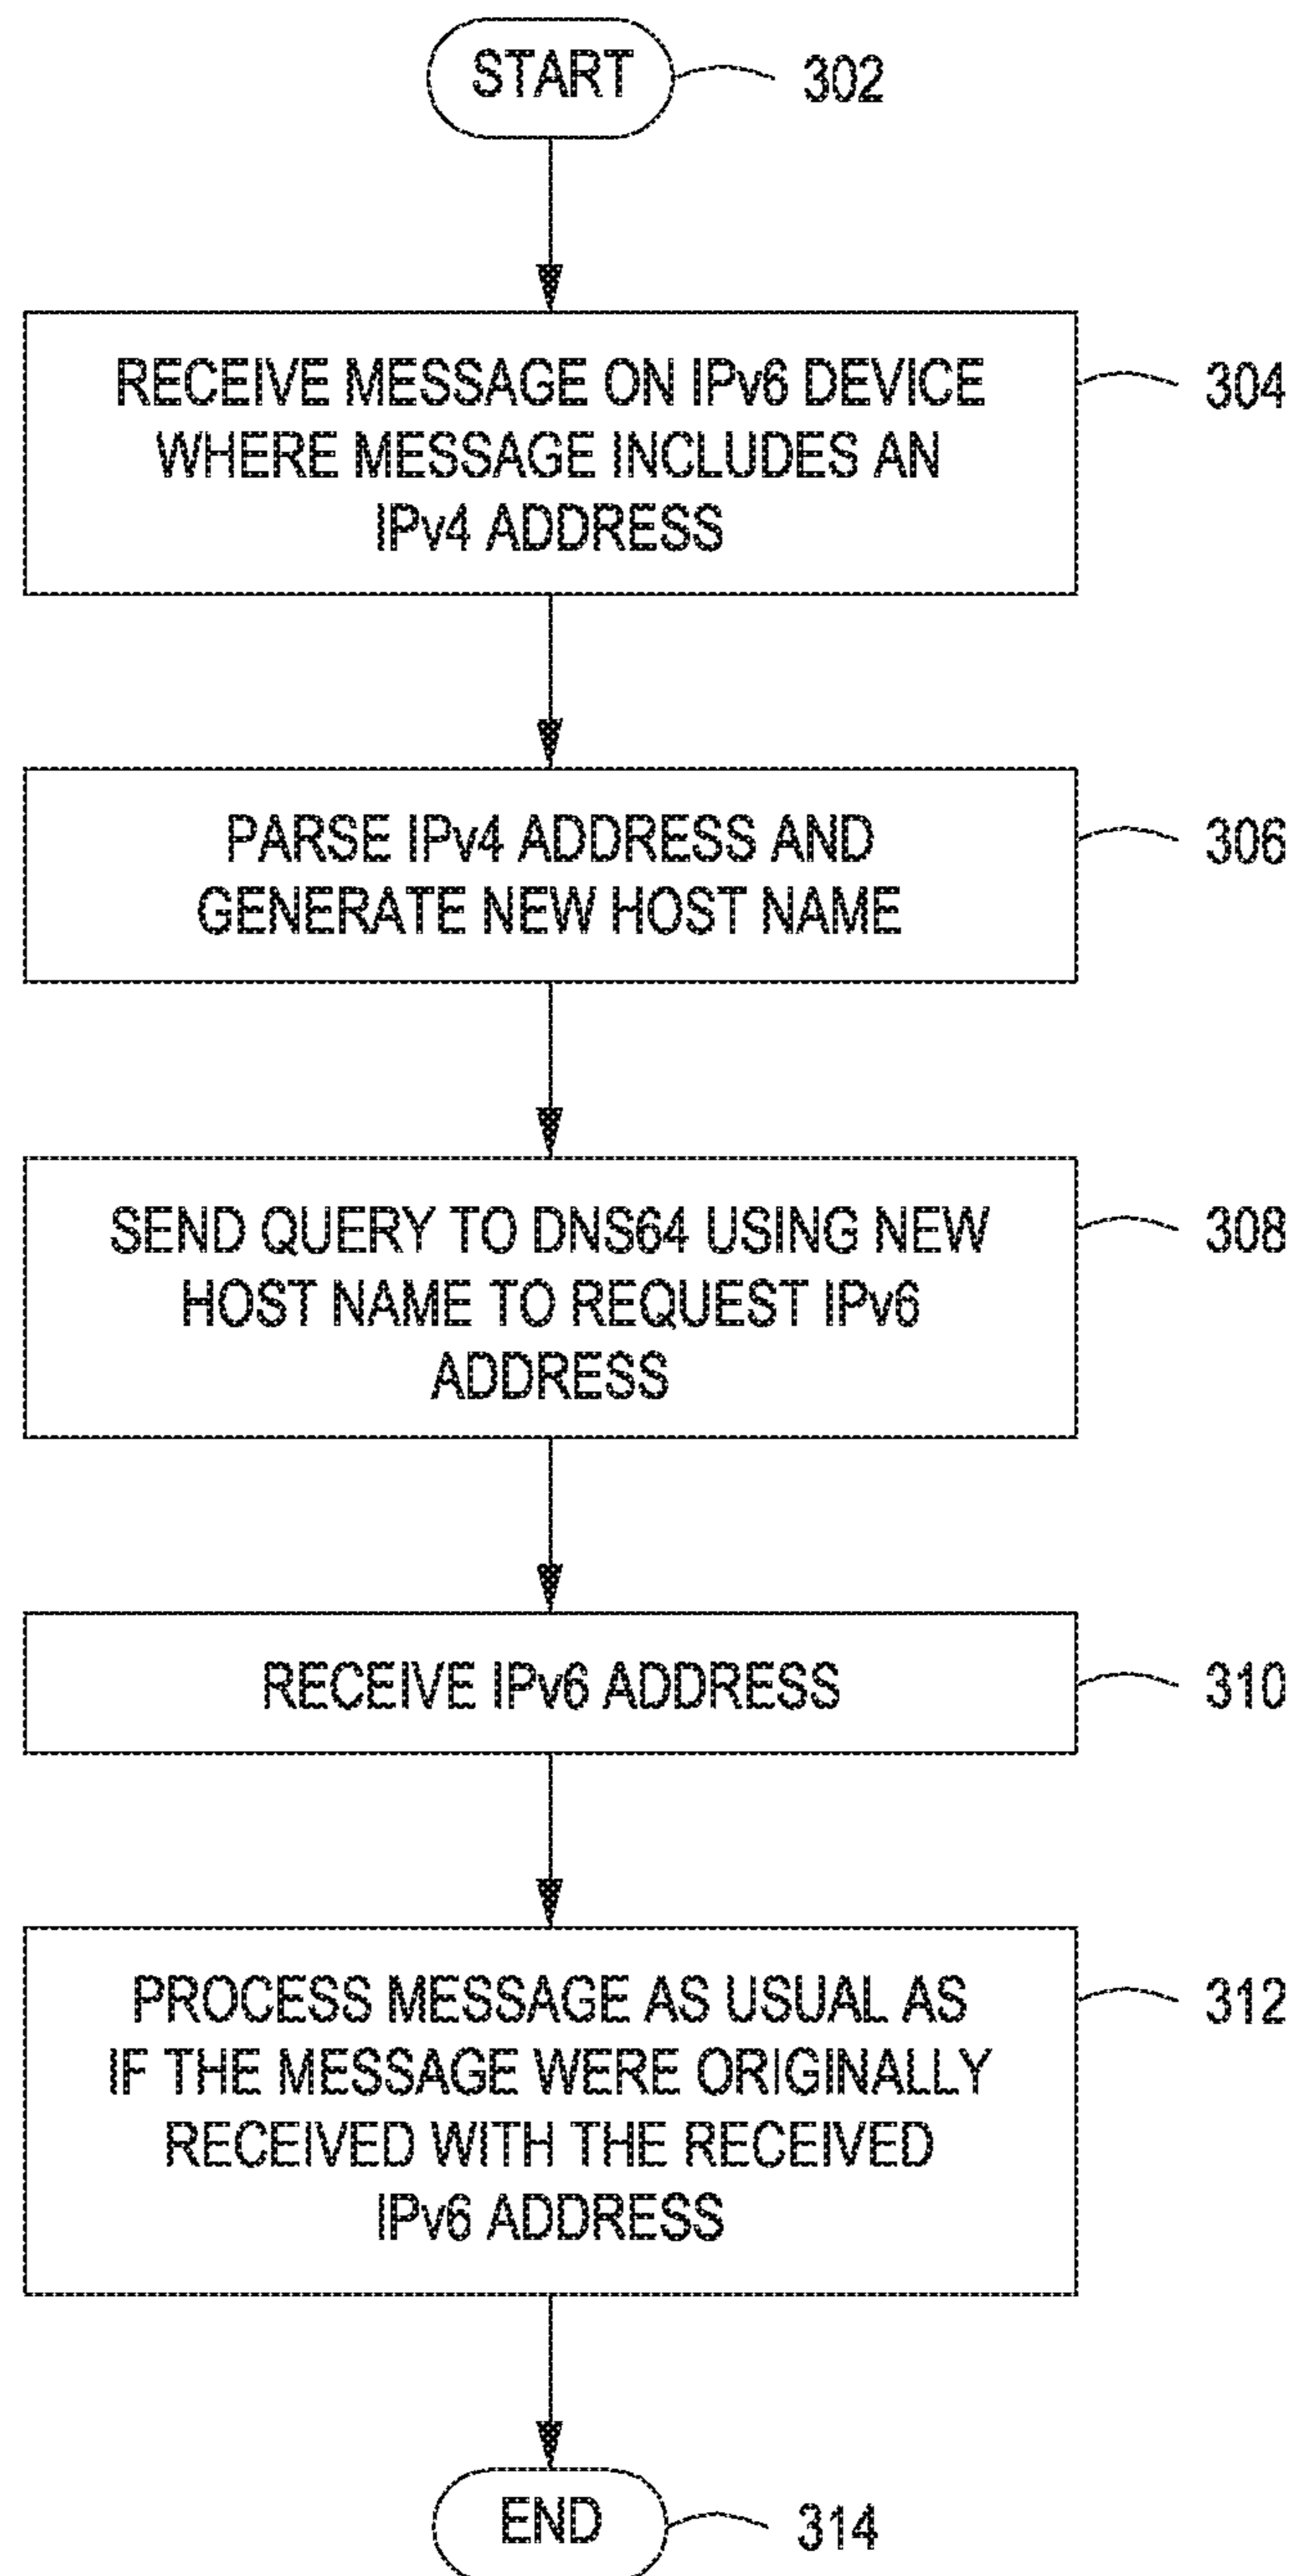 START
302
RECEIVE MESSAGE ON IPv6 DEVICE
WHERE MESSAGE INCLUDES AN
IPv4 ADDRESS
304
PARSE IPv4 ADDRESS AND
GENERATE NEW HOST NAME
306
SEND QUERY TO DNS64 USING NEW
HOST NAME TO REQUEST IPv6
ADDRESS
308
RECEIVE IPv6 ADDRESS
310
PROCESS MESSAGE AS USUAL AS
IF THE MESSAGE WERE ORIGINALLY
RECEIVED WITH THE RECEIVED
IPv6 ADDRESS
312
END
314